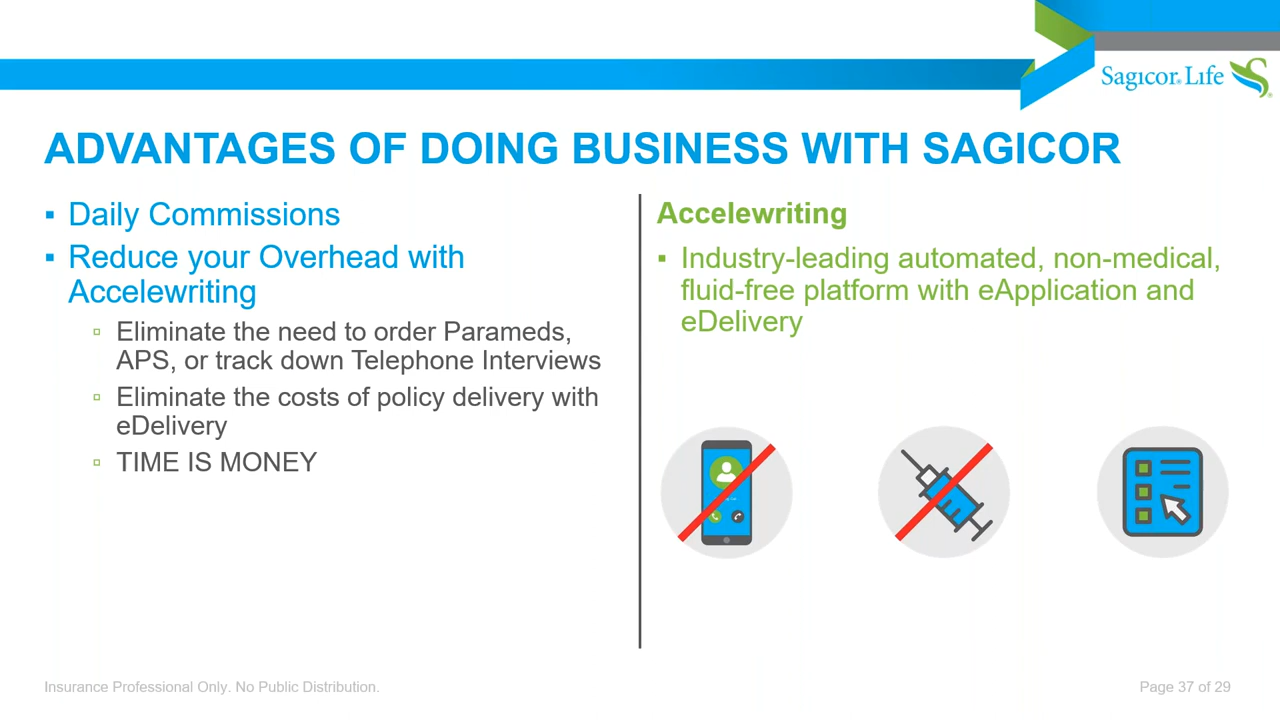 Sagicor Life
ADVANTAGES OF DOING BUSINESS WITH SAGICOR
▪ Daily Commissions
▪ Reduce your Overhead with
Accelewriting
▫ Eliminate the need to order Parameds,
APS, or track down Telephone Interviews
▫ Eliminate the costs of policy delivery with
eDelivery
▫ TIME IS MONEY
Accelewriting
▪ Industry-leading automated, non-medical,
fluid-free platform with eApplication and
eDelivery
Insurance Professional Only. No Public Distribution.
Page 37 of 29